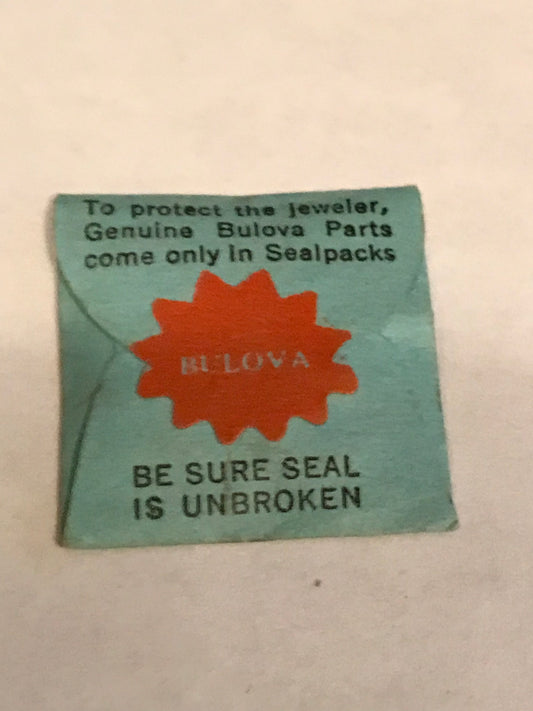 To protect the jeweler,
Genuine Bulova Parts
come only in Sealpacks
BULOVA
BE SURE SEAL
IS UNBROKEN